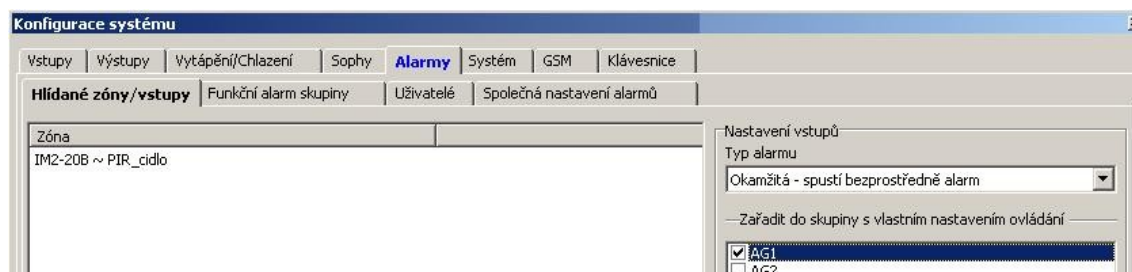 Konfigurace systému
Vstupy Výstupy Vytápění/Chlazení Sophy Alarmy Systém GSM Klávesnice
Hlídané zóny/vstupy Funkční alarm skupiny Uživatelé Společná nastavení alarmů
Zóna
IM2-20B ~ PIR_cidlo
Nastavení vstupů
Typ alarmu
Okamžitá - spustí bezprostředně alarm
Zařadit do skupiny s vlastním nastavením ovládání
AG1
AG2